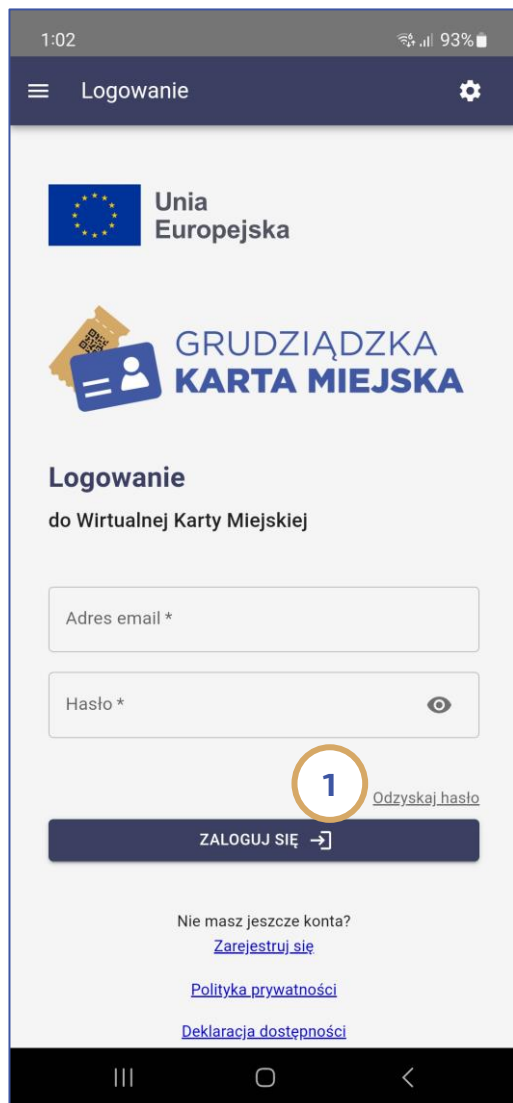 1:02 93%
Logowanie
Unia
Europejska
GRUDZIĄDZKA
KARTA MIEJSKA
Logowanie
do Wirtualnej Karty Miejskiej
Adres email *
Hasło *
1
Odzyskaj hasło
ZALOGUJ SIĘ
Nie masz jeszcze konta?
Zarejestruj się
Polityka prywatności
Deklaracja dostępności